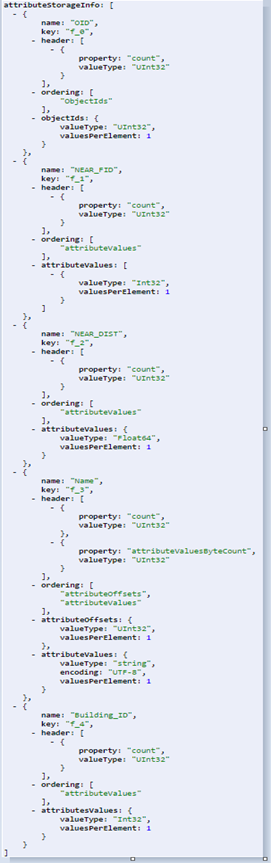 attributeStorageInfo: [
- {
name: "OID",
key: "f_0",
- header: [
- {
property: "count",
valueType: "UInt32"
}
],
- ordering: [
"ObjectIds"
],
- objectIds: {
valueType: "UInt32",
valuesPerElement: 1
}
},
- {
name: "NEAR_FID",
key: "f_1",
- header: [
- {
property: "count",
valueType: "UInt32"
}
],
- ordering: [
"attributeValues"
],
- attributeValues: [
- {
valueType: "Int32",
valuesPerElement: 1
}
]
},
- {
name: "NEAR_DIST",
key: "f_2",
- header: [
- {
property: "count",
valueType: "UInt32"
}
],
- ordering: [
"attributeValues"
],
- attributeValues: {
valueType: "Float64",
valuesPerElement: 1
}
},
- {
name: "Name",
key: "f_3",
- header: [
- {
property: "count",
valueType: "UInt32"
},
- {
property: "attributeValuesByteCount",
valueType: "UInt32"
}
],
- ordering: [
"attributeOffsets",
"attributeValues"
],
- attributeOffsets: {
valueType: "UInt32",
valuesPerElement: 1
},
- attributeValues: {
valueType: "string",
encoding: "UTF-8",
valuesPerElement: 1
}
},
- {
name: "Building_ID",
key: "f_4",
- header: [
- {
property: "count",
valueType: "UInt32"
}
],
- ordering: [
"attributeValues"
],
- attributesValues: {
valueType: "Int32",
valuesPerElement: 1
}
}
]